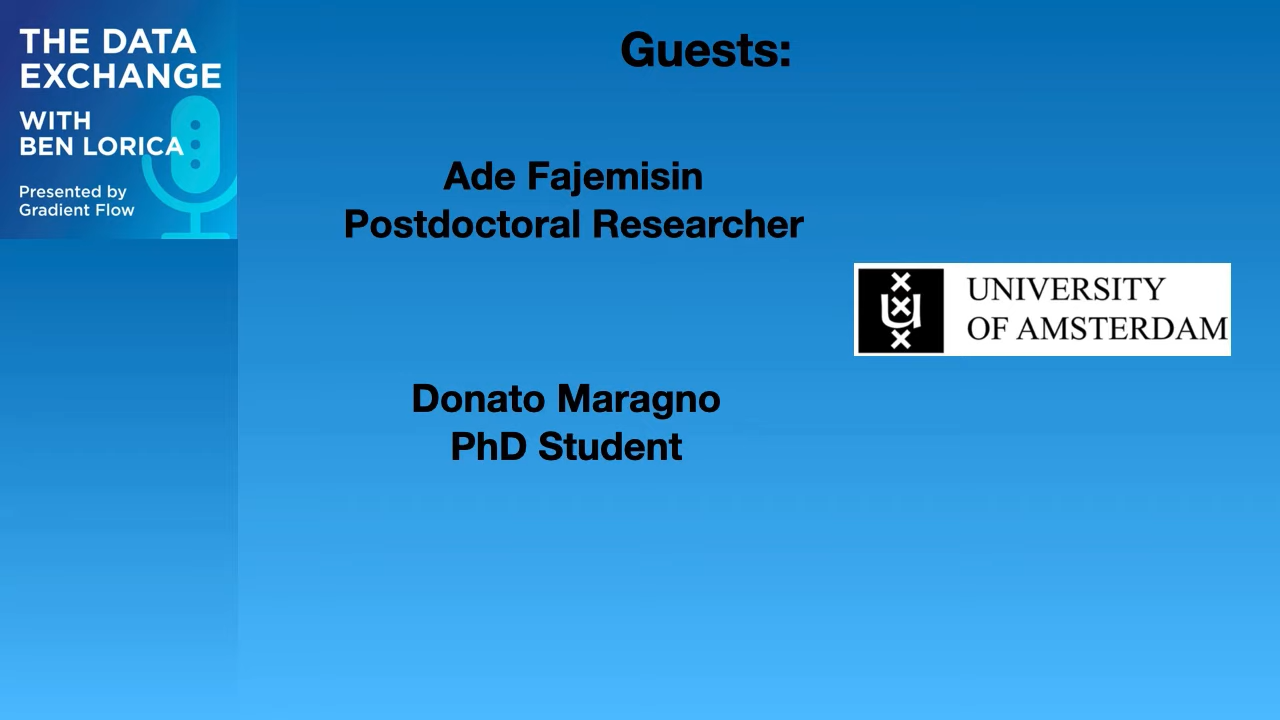 THE DATA
EXCHANGE
WITH
BEN LORICA
Presented by
Gradient Flow
Guests:
Ade Fajemisin
Postdoctoral Researcher
UNIVERSITY
OF AMSTERDAM
Donato Maragno
PhD Student